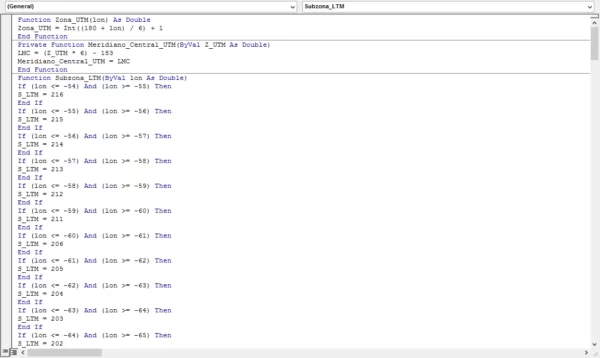 (General)
Subzona_LTM
Function Zona_UTM(lon) As Double
Zona_UTM = Int((180 + lon) / 6) + 1
End Function
Private Function Meridiano_Central_UTM(ByVal Z_UTM As Double)
LMC = (Z_UTM * 6) - 183
Meridiano_Central_UTM = LMC
End Function
Function Subzona_LTM(ByVal lon As Double)
If (lon <= -54) And (lon >= -55) Then
S_LTM = 216
End If
If (lon <= -55) And (lon >= -56) Then
S_LTM = 215
End If
If (lon <= -56) And (lon >= -57) Then
S_LTM = 214
End If
If (lon <= -57) And (lon >= -58) Then
S_LTM = 213
End If
If (lon <= -58) And (lon >= -59) Then
S_LTM = 212
End If
If (lon <= -59) And (lon >= -60) Then
S_LTM = 211
End If
If (lon <= -60) And (lon >= -61) Then
S_LTM = 206
End If
If (lon <= -61) And (lon >= -62) Then
S_LTM = 205
End If
If (lon <= -62) And (lon >= -63) Then
S_LTM = 204
End If
If (lon <= -63) And (lon >= -64) Then
S_LTM = 203
End If
If (lon <= -64) And (lon >= -65) Then
S_LTM = 202